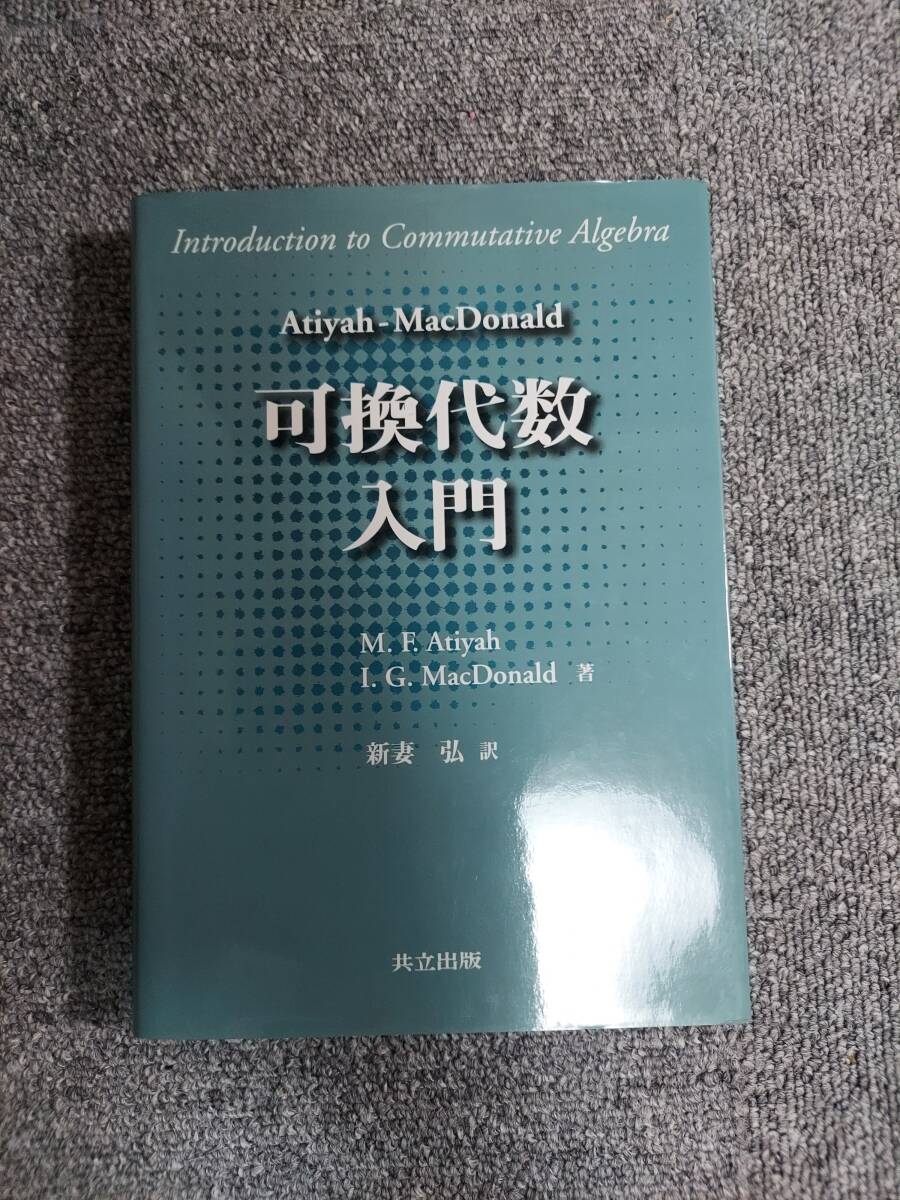 Introduction to Commutative Algebra
Atiyah-MacDonald
可換代数
入門
M. F. Atiyah
I. G. MacDonald 著
新妻 弘 訳
共立出版